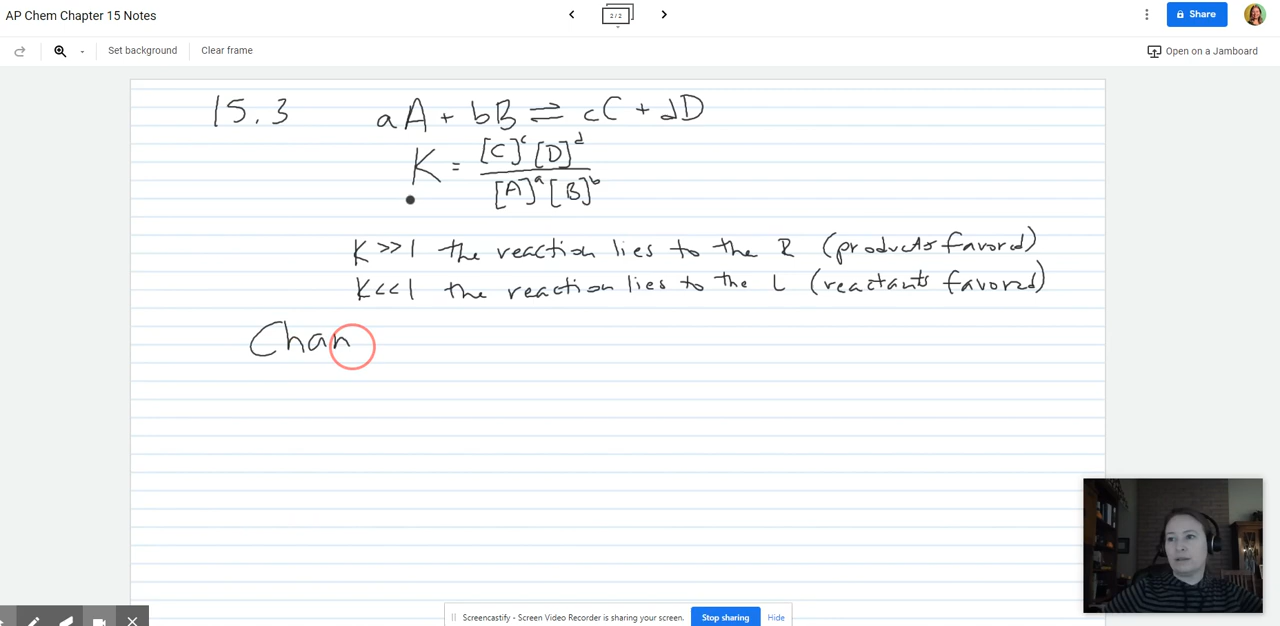 AP Chem Chapter 15 Notes
2 / 2
Share
Set background
Clear frame
Open on a Jamboard
15.3 aA + bB ⇌ cC + dD
K = [C]^c [D]^d / [A]^a [B]^b
K >> 1 the reaction lies to the R (products favored)
K << 1 the reaction lies to the L (reactants favored)
Chan
Screencastify - Screen Video Recorder is sharing your screen.
Stop sharing
Hide